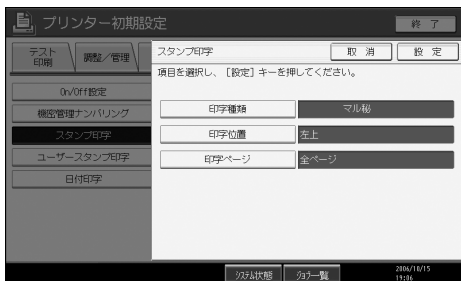 プリンター初期設定
終 了
テスト
印刷
調整／管理
スタンプ印字
取 消
設 定
項目を選択し、［設定］キーを押してください。
On/Off設定
機密管理ナンバリング
スタンプ印字
ユーザースタンプ印字
日付印字
印字種類
マル秘
印字位置
左上
印字ページ
全ページ
システム状態
ジョブ一覧
2006/10/15
19:06